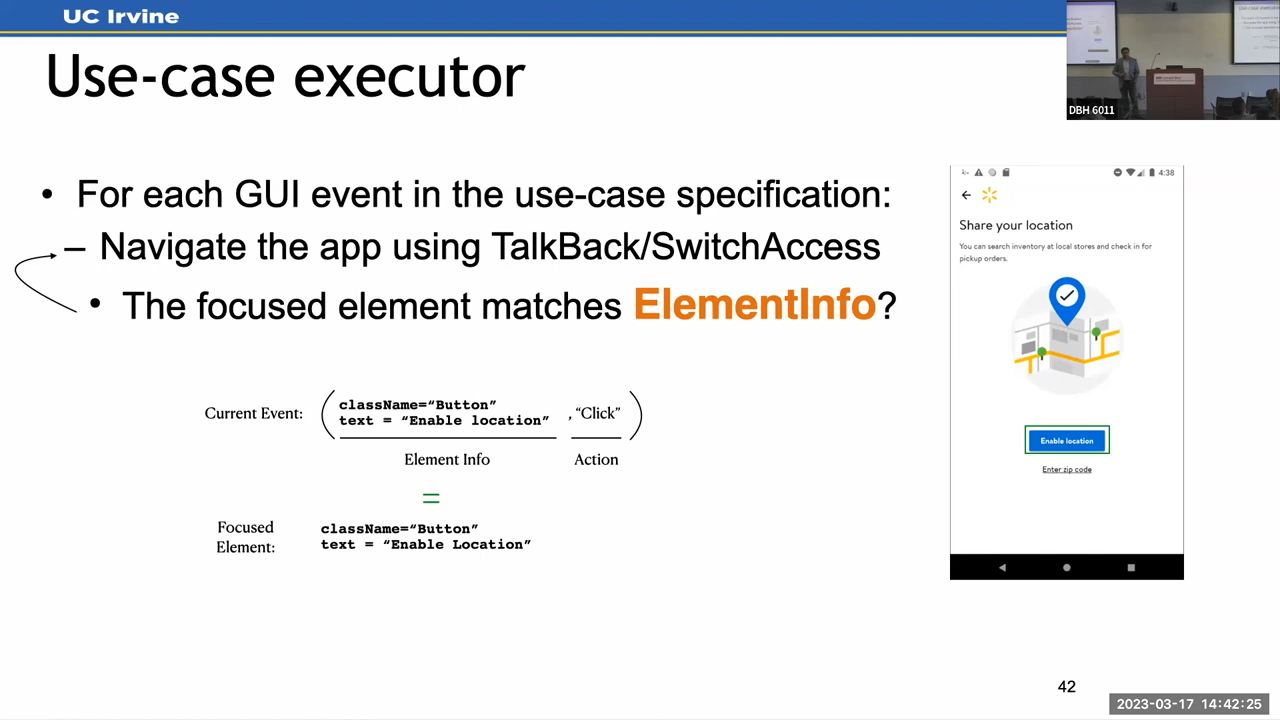 UC Irvine
Use-case executor
DBH 6011
• For each GUI event in the use-case specification:
– Navigate the app using TalkBack/SwitchAccess
• The focused element matches ElementInfo?
Current Event:
className=“Button”
text = “Enable location”
, “Click”
Element Info
Action
=
Focused
Element:
className=“Button”
text = “Enable Location”
4:38
Share your location
You can search inventory at local stores and check in for
pickup orders.
Enable location
Enter zip code
42
2023-03-17 14:42:25